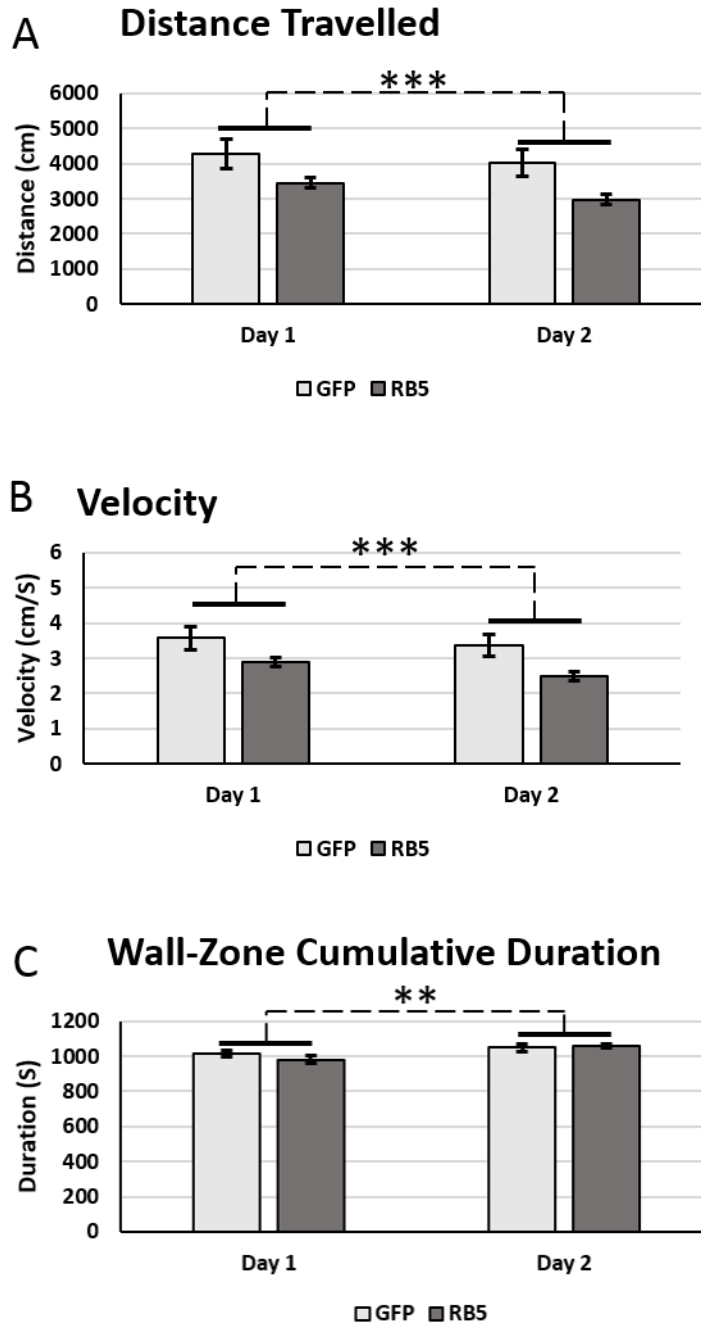 A Distance Travelled
***
6000
5000
4000
3000
2000
1000
0
Distance (cm)
Day 1 Day 2
GFP RB5
B Velocity
***
6
5
4
3
2
1
0
Velocity (cm/S)
Day 1 Day 2
GFP RB5
C Wall-Zone Cumulative Duration
**
1200
1000
800
600
400
200
0
Duration (S)
Day 1 Day 2
GFP RB5